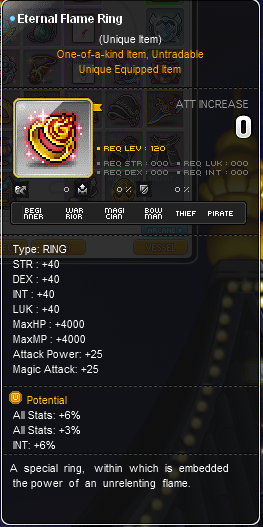 Eternal Flame Ring
(Unique Item)
One-of-a-kind Item, Untradable
Unique Equipped Item
ATT INCREASE
0
REQ LEV : 120
REQ STR : 000 REQ LUK : 000
REQ DEX : 000 REQ INT : 000
0 0 % 0 %
BEGINNER WARRIOR MAGICIAN BOWMAN THIEF PIRATE
Type: RING
STR : +40
DEX : +40
INT : +40
LUK : +40
MaxHP : +4000
MaxMP : +4000
Attack Power: +25
Magic Attack: +25
Potential
All Stats: +6%
All Stats: +3%
INT: +6%
A special ring, within which is embedded
the power of an unrelenting flame.